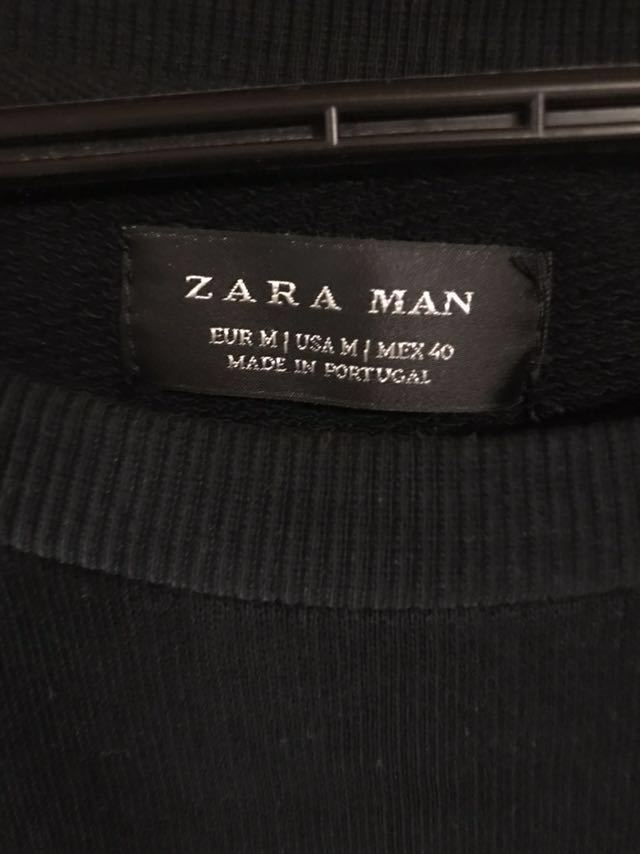 ZARA MAN
EUR M | USA M | MEX 40
MADE IN PORTUGAL